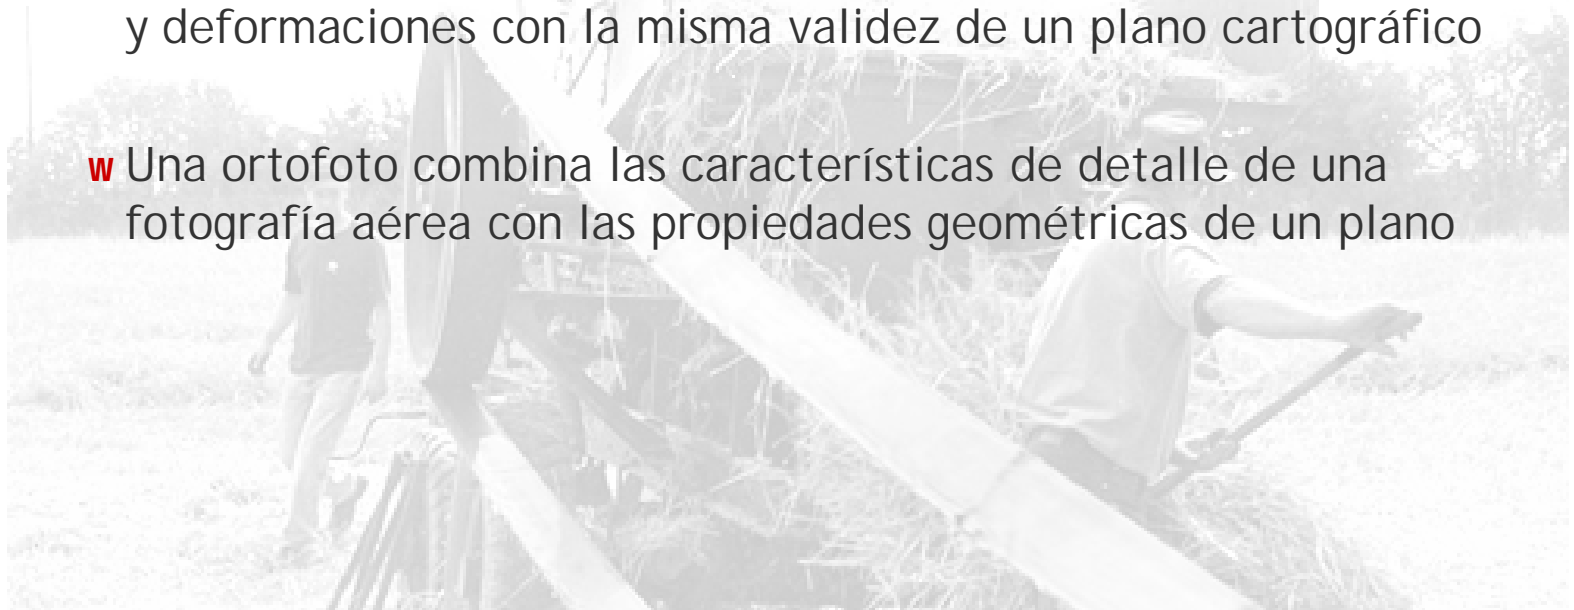 y deformaciones con la misma validez de un plano cartográfico
w Una ortofoto combina las características de detalle de una
fotografía aérea con las propiedades geométricas de un plano